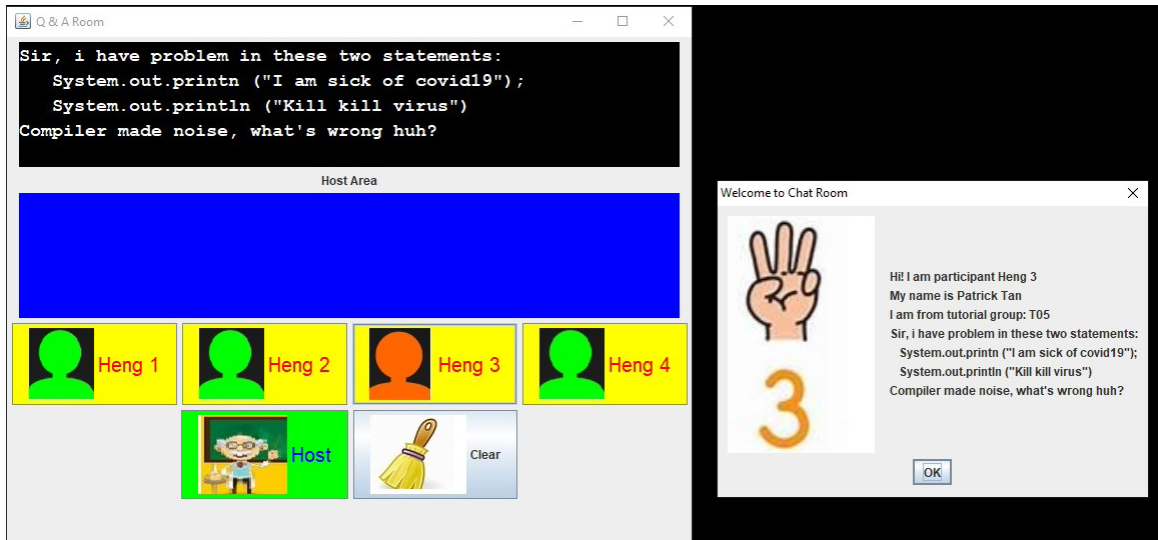 Q & A Room
Sir, i have problem in these two statements:
System.out.printn ("I am sick of covid19");
System.out.println ("Kill kill virus")
Compiler made noise, what's wrong huh?
Host Area
Heng 1
Heng 2
Heng 3
Heng 4
Host
Clear
Welcome to Chat Room
3
Hi! I am participant Heng 3
My name is Patrick Tan
I am from tutorial group: T05
Sir, i have problem in these two statements:
System.out.printn ("I am sick of covid19");
System.out.println ("Kill kill virus")
Compiler made noise, what's wrong huh?
OK